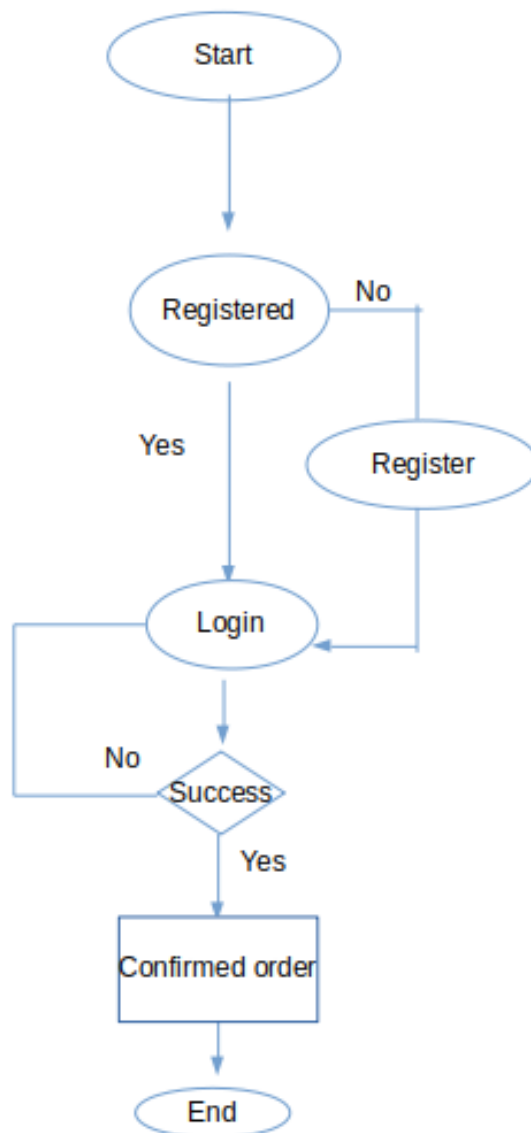 Start
Registered
No
Yes
Register
Login
No
Success
Yes
Confirmed order
End